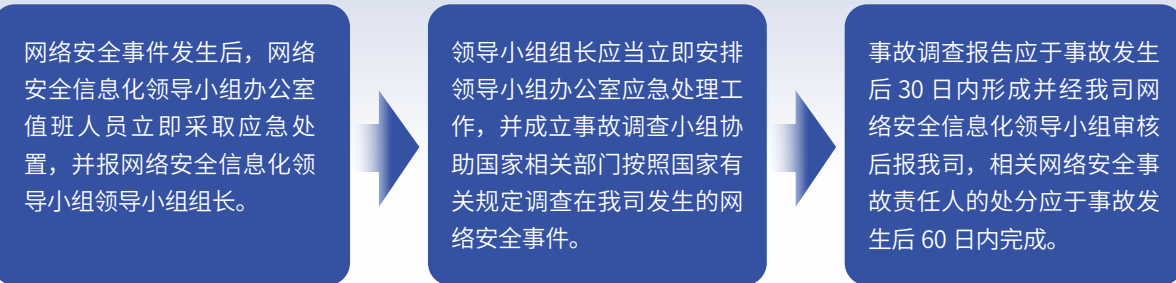 网络安全事件发生后，网络
安全信息化领导小组办公室
值班人员立即采取应急处
置，并报网络安全信息化领
导小组领导小组组长。
领导小组组长应当立即安排
领导小组办公室应急处理工
作，并成立事故调查小组协
助国家相关部门按照国家有
关规定调查在我司发生的网
络安全事件。
事故调查报告应于事故发生
后 30 日内形成并经我司网
络安全信息化领导小组审核
后报我司，相关网络安全事
故责任人的处分应于事故发
生后 60 日内完成。